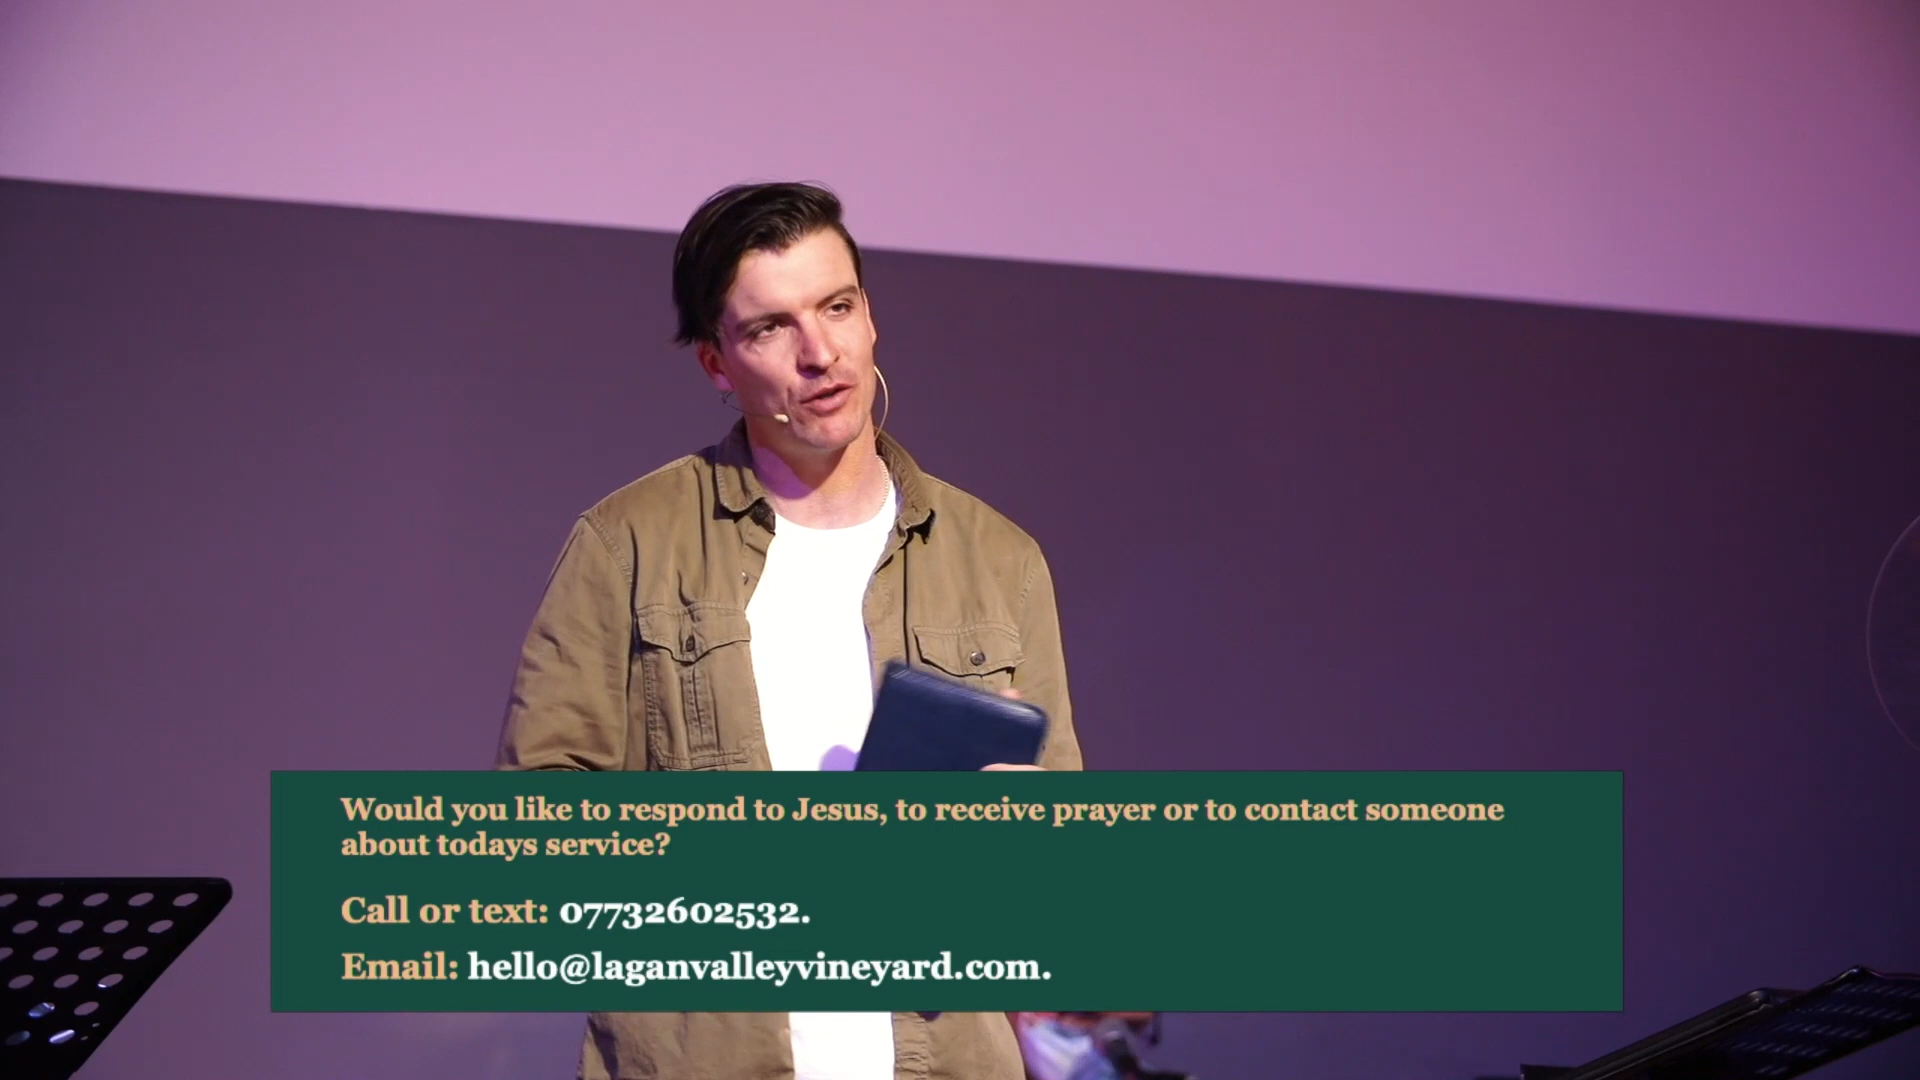 Would you like to respond to Jesus, to receive prayer or to contact someone
about todays service?
Call or text: 07732602532.
Email: hello@laganvalleyvineyard.com.